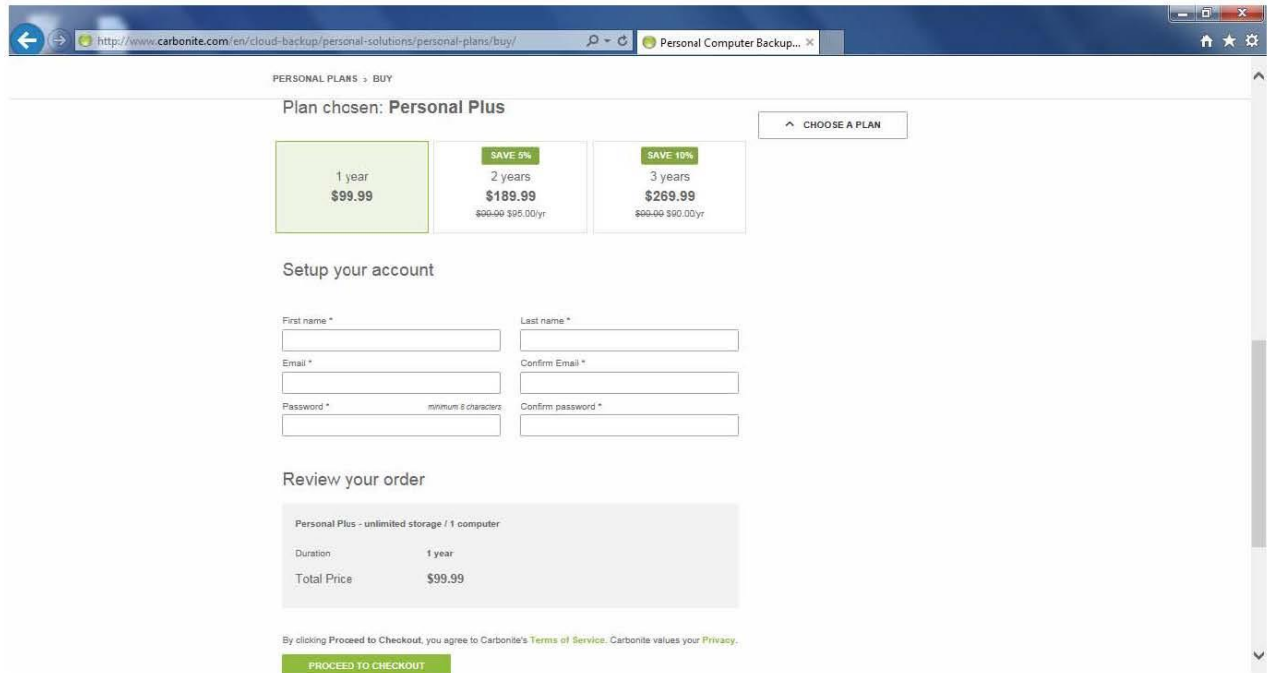 http://www.carbonite.com/en/cloud-backup/personal-solutions/personal-plans/buy/
Personal Computer Backup...
PERSONAL PLANS > BUY
Plan chosen: Personal Plus
CHOOSE A PLAN
SAVE 5%
SAVE 10%
1 year
2 years
3 years
$99.99
$189.99
$269.99
$95.00/yr
$90.00/yr
Setup your account
First name *
Last name *
Email *
Confirm Email *
Password *
minimum 6 characters
Confirm password *
Review your order
Personal Plus - unlimited storage / 1 computer
Duration 1 year
Total Price $99.99
By clicking Proceed to Checkout, you agree to Carbonite's Terms of Service. Carbonite values your Privacy.
PROCEED TO CHECKOUT